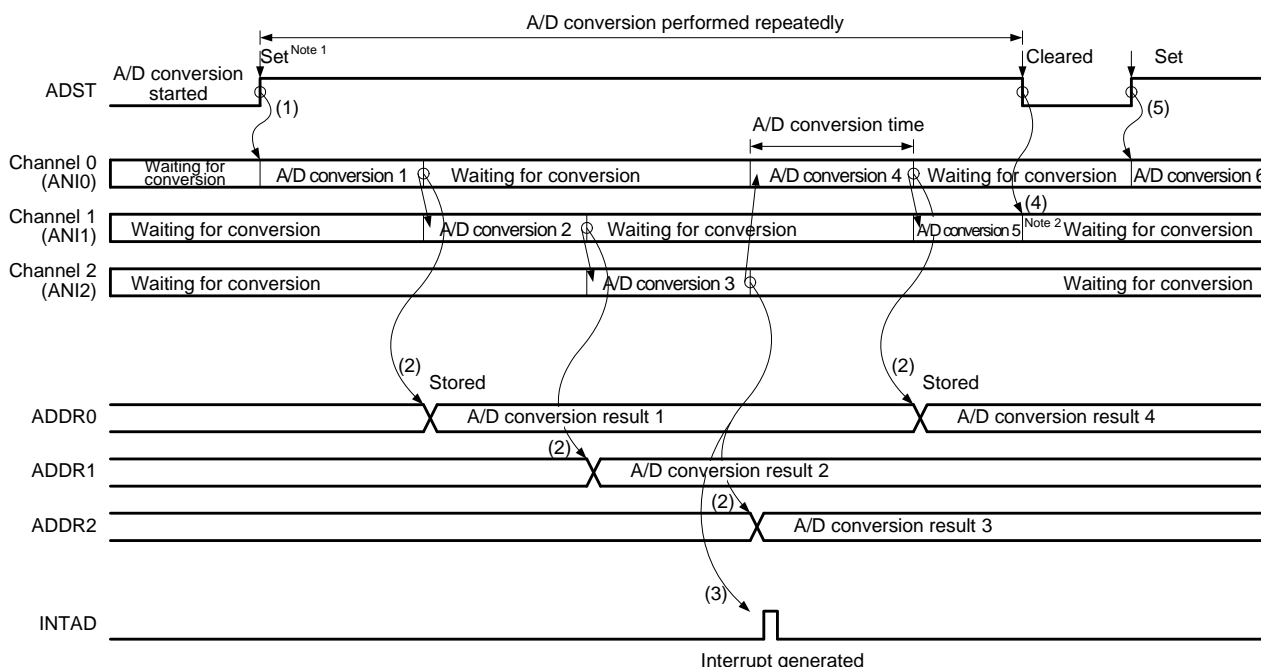 A/D conversion performed repeatedly
Set Note 1
Cleared
Set
A/D conversion
started
ADST
(1)
(5)
A/D conversion time
Channel 0
(ANI0)
Waiting for
conversion
A/D conversion 1
Waiting for conversion
A/D conversion 4
Waiting for conversion
A/D conversion 6
(4)
Channel 1
(ANI1)
Waiting for conversion
A/D conversion 2
Waiting for conversion
A/D conversion 5
Note 2
Waiting for conversion
Channel 2
(ANI2)
Waiting for conversion
A/D conversion 3
Waiting for conversion
(2)
Stored
(2)
Stored
ADDR0
A/D conversion result 1
A/D conversion result 4
(2)
ADDR1
A/D conversion result 2
(2)
ADDR2
A/D conversion result 3
(3)
INTAD
Interrupt generated